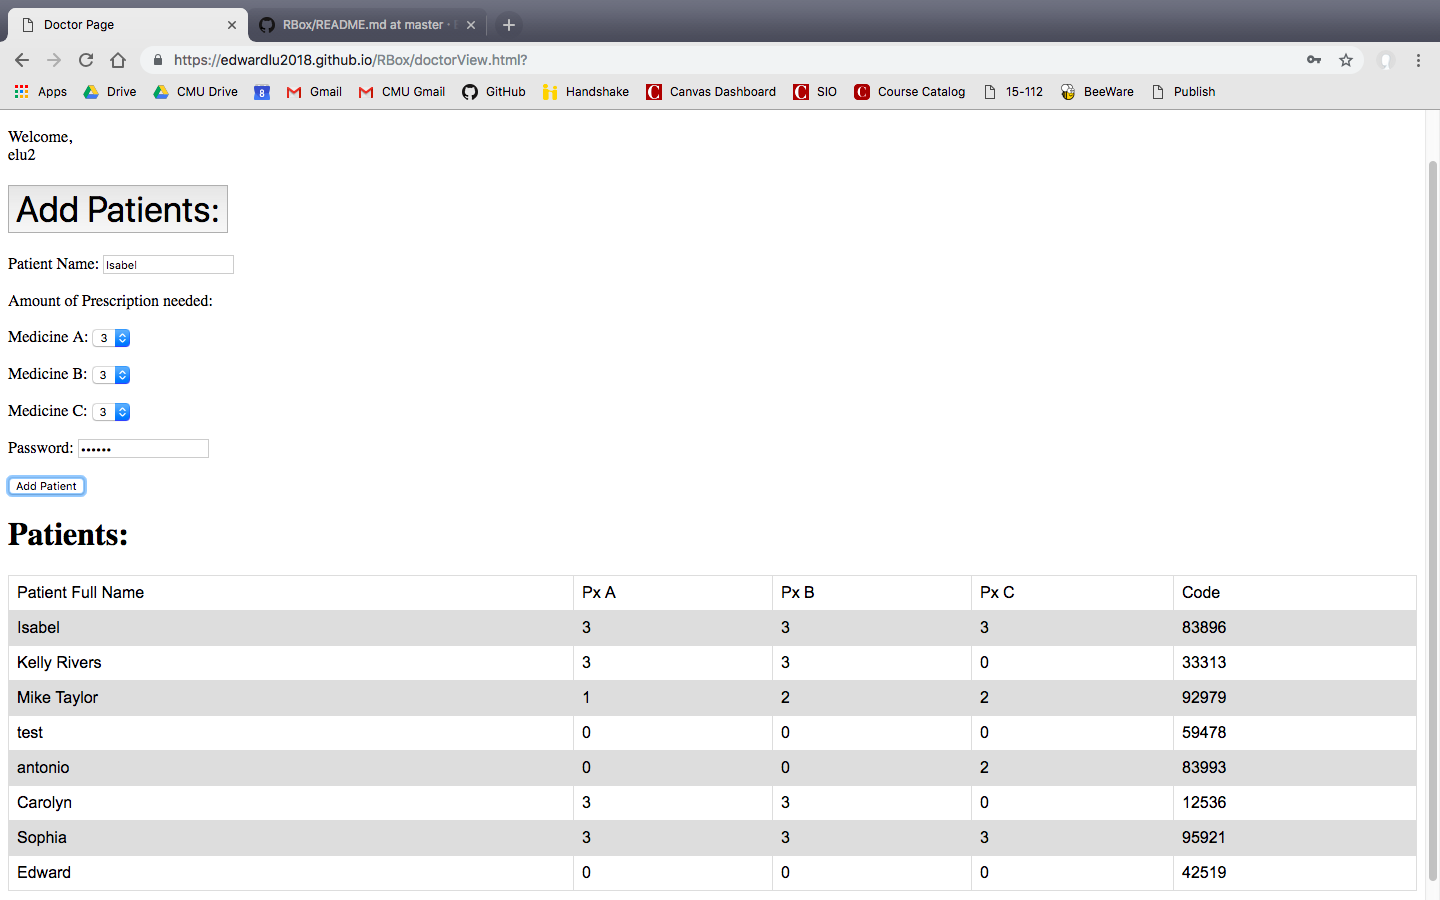 Doctor Page
RBox/README.md at master ·
https://edwardlu2018.github.io/RBox/doctorView.html?
Apps Drive CMU Drive 8 Gmail CMU Gmail GitHub Handshake C Canvas Dashboard C SIO C Course Catalog 15-112 BeeWare Publish
Welcome,
elu2
Add Patients:
Patient Name: Isabel
Amount of Prescription needed:
Medicine A: 3
Medicine B: 3
Medicine C: 3
Password: ••••••
Add Patient
Patients:
Patient Full Name Px A Px B Px C Code
Isabel 3 3 3 83896
Kelly Rivers 3 3 0 33313
Mike Taylor 1 2 2 92979
test 0 0 0 59478
antonio 0 0 2 83993
Carolyn 3 3 0 12536
Sophia 3 3 3 95921
Edward 0 0 0 42519